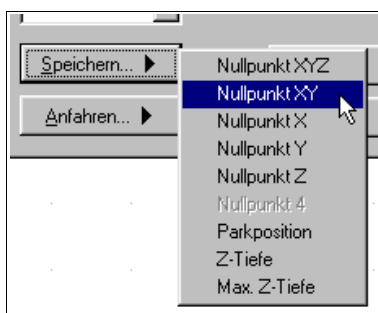 Speichern...
Anfahren...
Nullpunkt XYZ
Nullpunkt XY
Nullpunkt X
Nullpunkt Y
Nullpunkt Z
Nullpunkt 4
Parkposition
Z-Tiefe
Max. Z-Tiefe